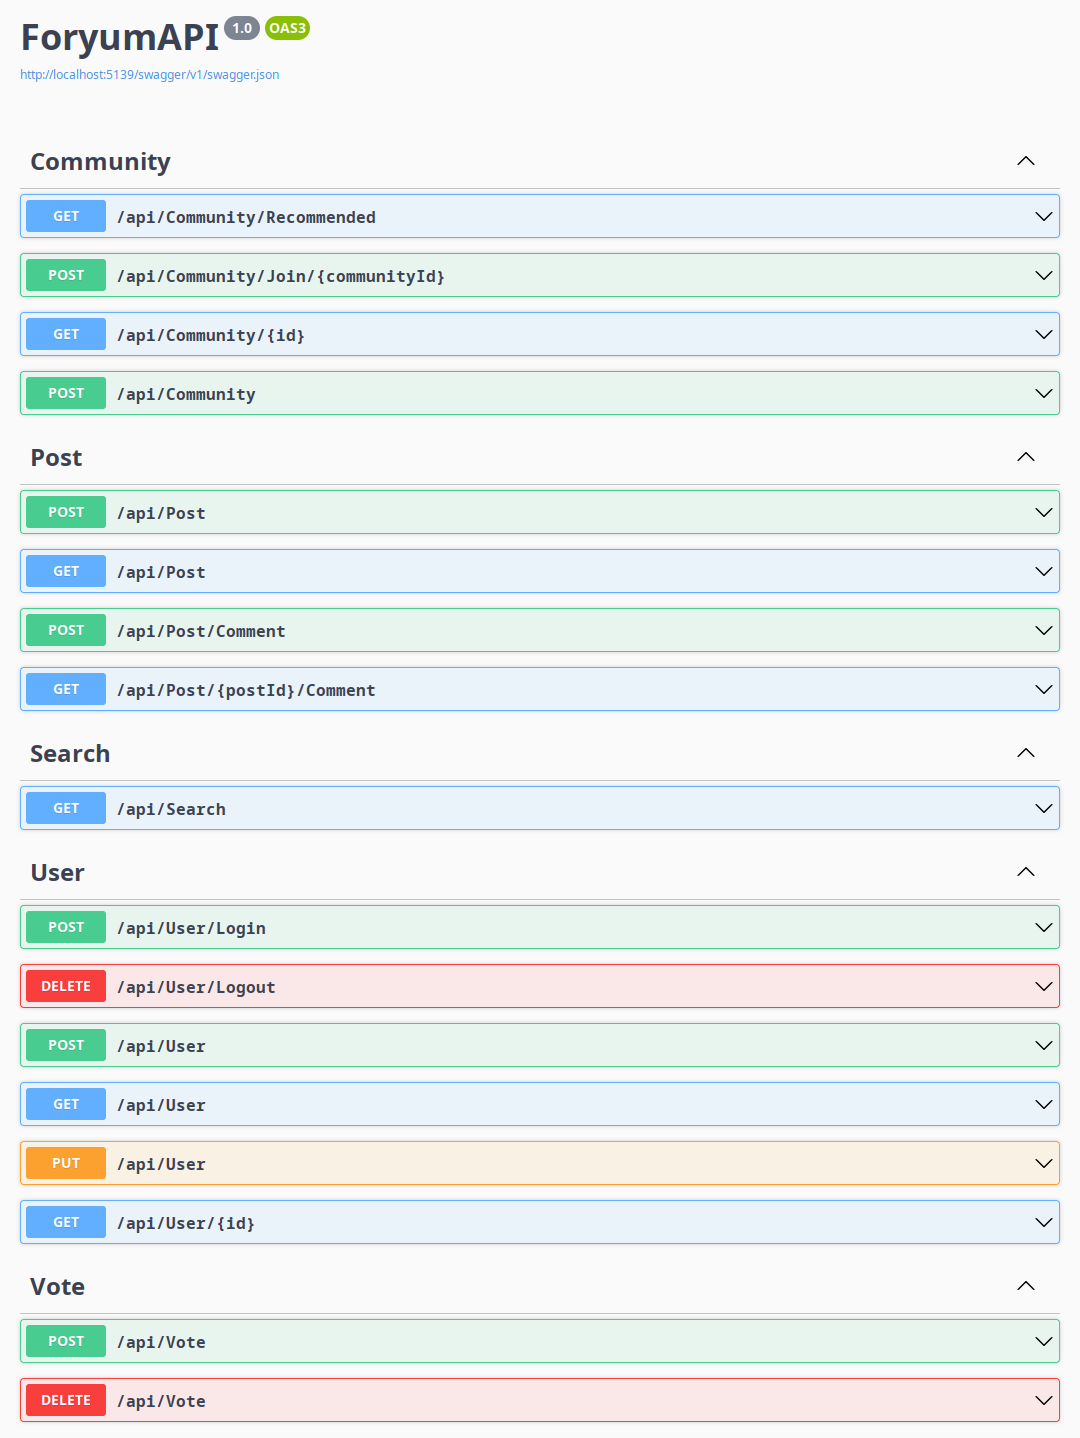 ForyumAPI 1.0 OAS3
http://localhost:5139/swagger/v1/swagger.json
Community
GET /api/Community/Recommended
POST /api/Community/Join/{communityId}
GET /api/Community/{id}
POST /api/Community
Post
POST /api/Post
GET /api/Post
POST /api/Post/Comment
GET /api/Post/{postId}/Comment
Search
GET /api/Search
User
POST /api/User/Login
DELETE /api/User/Logout
POST /api/User
GET /api/User
PUT /api/User
GET /api/User/{id}
Vote
POST /api/Vote
DELETE /api/Vote